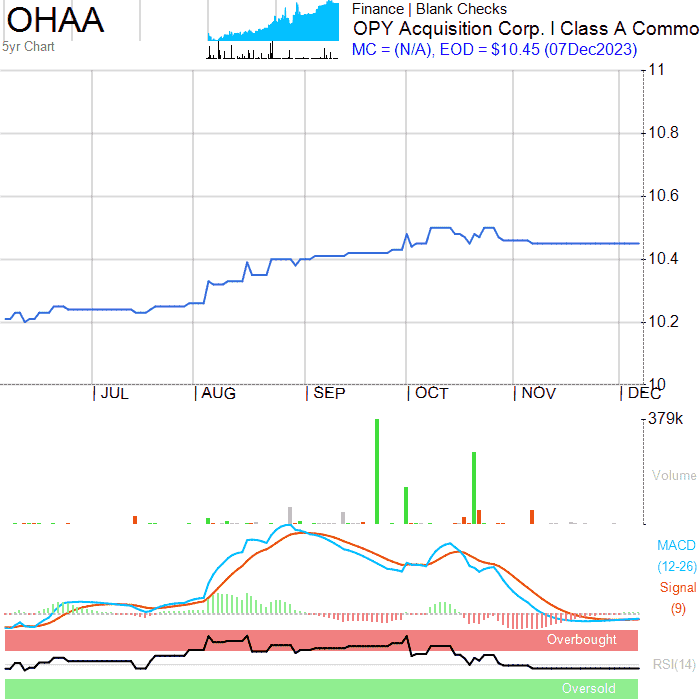 OHAA
5yr Chart
Finance | Blank Checks
OPY Acquisition Corp. I Class A Commo
MC = (N/A), EOD = $10.45 (07Dec2023)
11
10.8
10.6
10.4
10.2
10
JUL
AUG
SEP
OCT
NOV
DEC
379k
Volume
MACD
(12-26)
Signal
(9)
Overbought
RSI(14)
Oversold